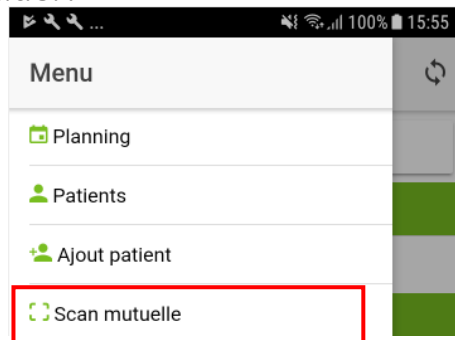 ... 100% 15:55
Menu
Planning
Patients
Ajout patient
Scan mutuelle